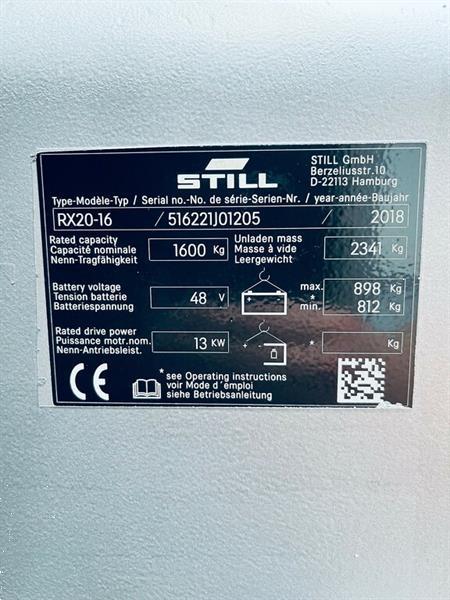 STILL
STILL GmbH
Berzeliusstr.10
D-22113 Hamburg
Type-Modèle-Typ / Serial no.-No. de série-Serien-Nr. / year-année-Baujahr
RX20-16 / 516221J01205 / 2018
Rated capacity
Capacité nominale
Nenn-Tragfähigkeit
1600 Kg
Unladen mass
Masse à vide
Leergewicht
2341 Kg
Battery voltage
Tension batterie
Batteriespannung
48 V
max. 898 Kg
*
min. 812 Kg
Rated drive power
Puissance motr.nom.
Nenn-Antriebsleist.
13 KW
* Kg
CE
*see Operating instructions
voir Mode d'emploi
siehe Betriebsanleitung